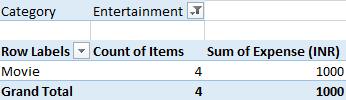 Category Entertainment
Row Labels Count of Items Sum of Expense (INR)
Movie 4 1000
Grand Total 4 1000